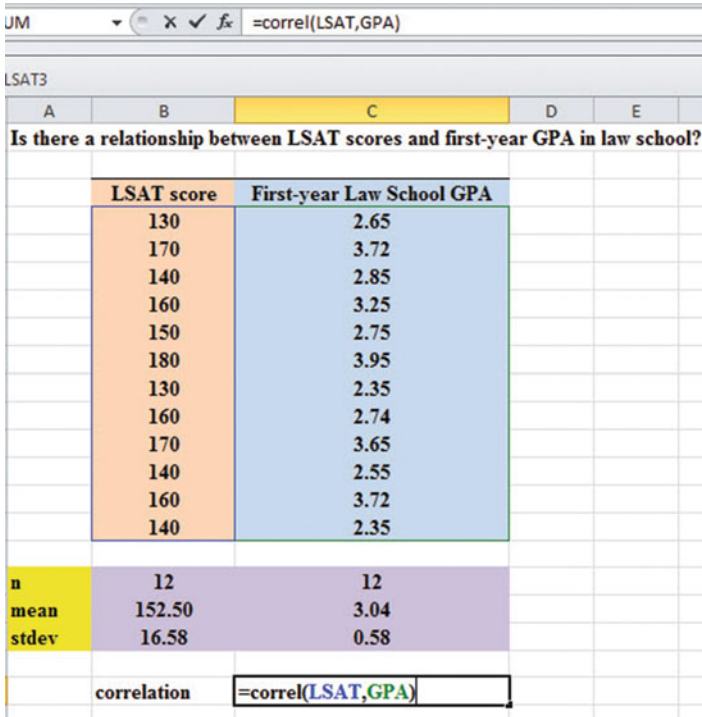 UM =correl(LSAT,GPA)
LSAT3
A B C D E
Is there a relationship between LSAT scores and first-year GPA in law school?
LSAT score First-year Law School GPA
130 2.65
170 3.72
140 2.85
160 3.25
150 2.75
180 3.95
130 2.35
160 2.74
170 3.65
140 2.55
160 3.72
140 2.35
n 12 12
mean 152.50 3.04
stdev 16.58 0.58
correlation =correl(LSAT,GPA)